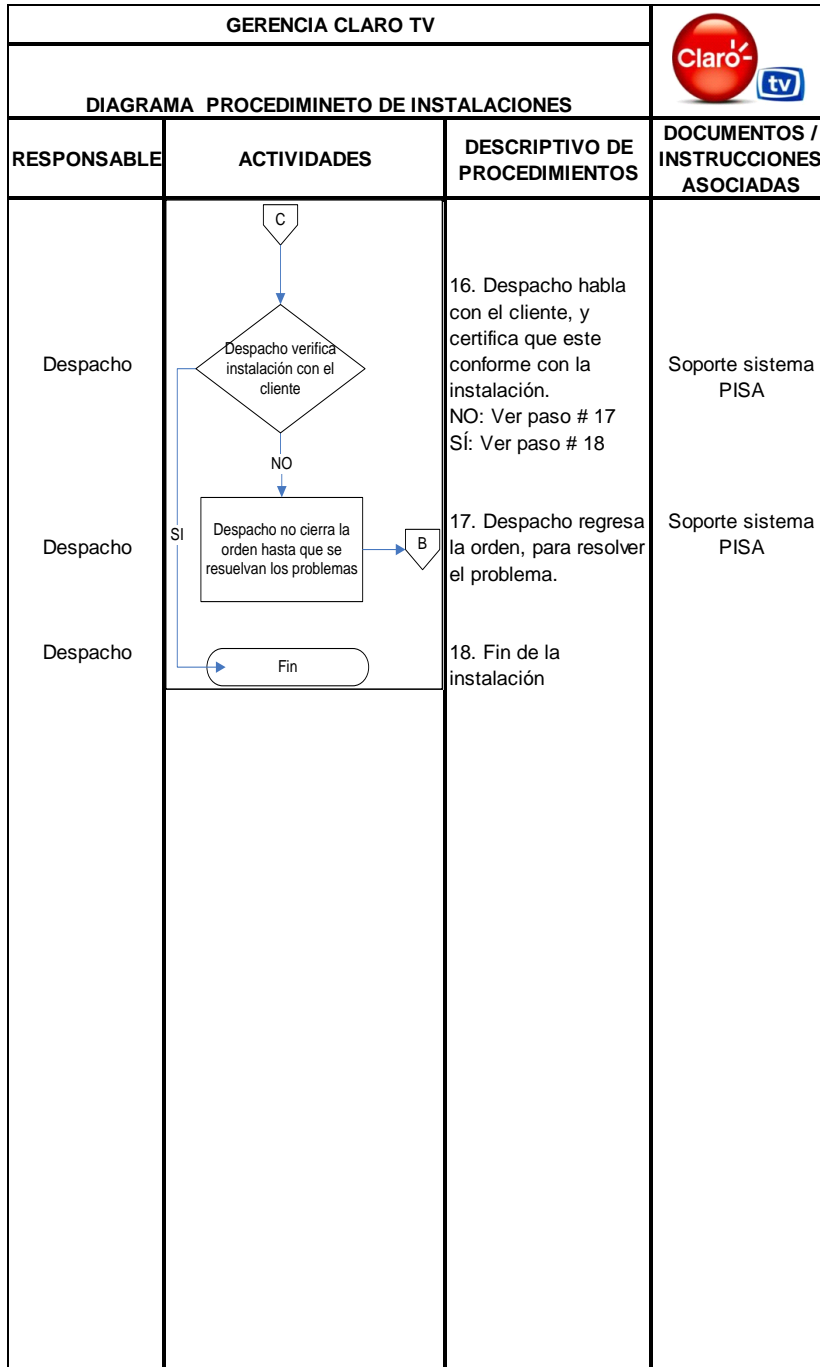 GERENCIA CLARO TV
Claro-
tv
DIAGRAMA PROCEDIMINETO DE INSTALACIONES
RESPONSABLE
ACTIVIDADES
DESCRIPTIVO DE
PROCEDIMIENTOS
DOCUMENTOS /
INSTRUCCIONES
ASOCIADAS
C
Despacho
Despacho verifica
instalación con el
cliente
16. Despacho habla
con el cliente, y
certifica que este
conforme con la
instalación.
NO: Ver paso # 17
SÍ: Ver paso # 18
Soporte sistema
PISA
NO
SI
Despacho
Despacho no cierra la
orden hasta que se
resuelvan los problemas
B
17. Despacho regresa
la orden, para resolver
el problema.
Soporte sistema
PISA
Despacho
Fin
18. Fin de la
instalación